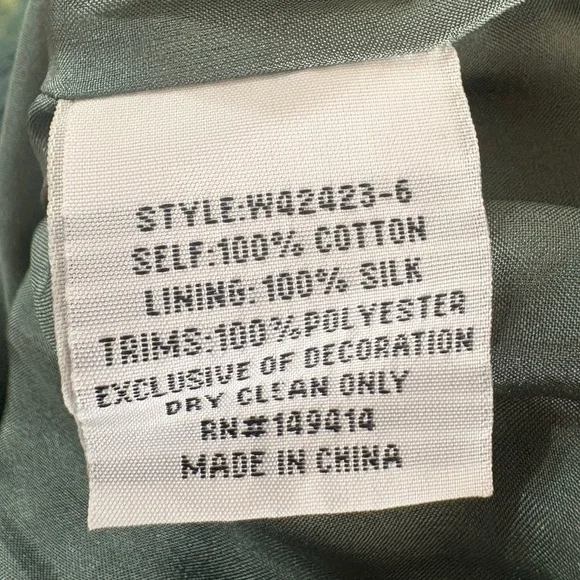 STYLE:W42423-6
SELF:100% COTTON
LINING:100% SILK
TRIMS:100%POLYESTER
EXCLUSIVE OF DECORATION
DRY CLEAN ONLY
RN#149414
MADE IN CHINA